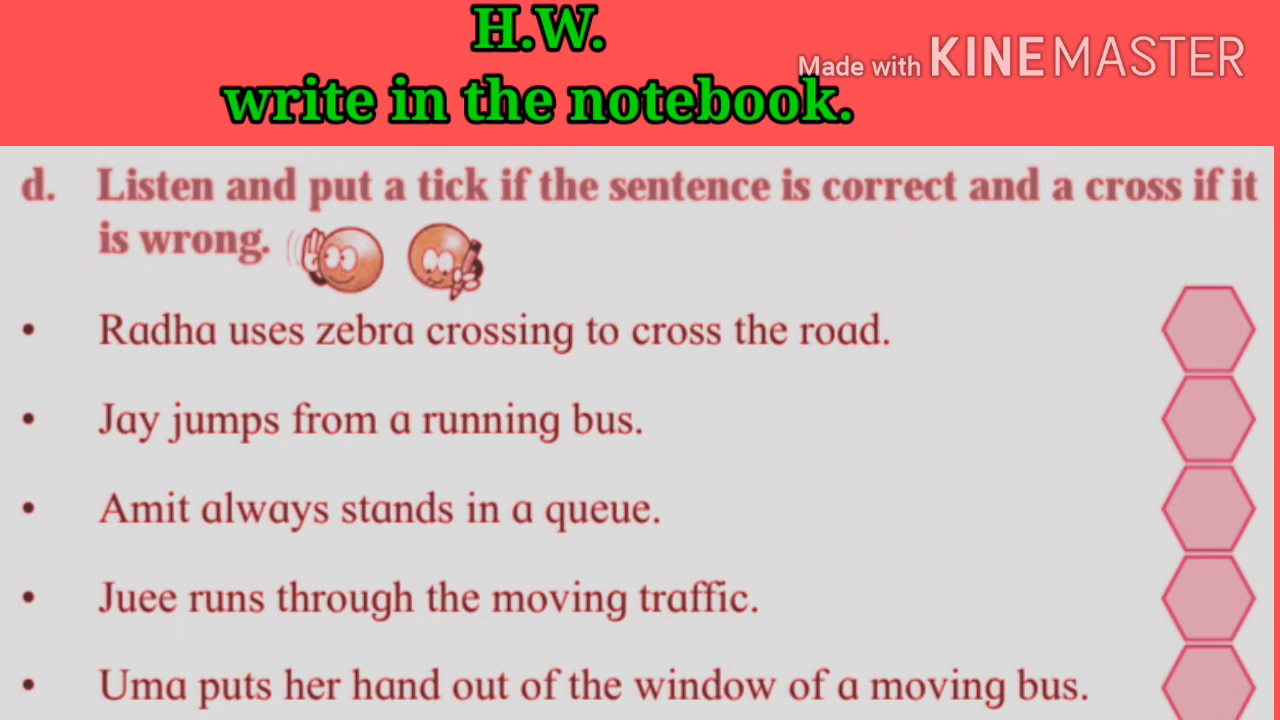 H.W.
Made with KINEMASTER
write in the notebook.
d. Listen and put a tick if the sentence is correct and a cross if it
is wrong.
• Radha uses zebra crossing to cross the road.
• Jay jumps from a running bus.
• Amit always stands in a queue.
• Juee runs through the moving traffic.
• Uma puts her hand out of the window of a moving bus.